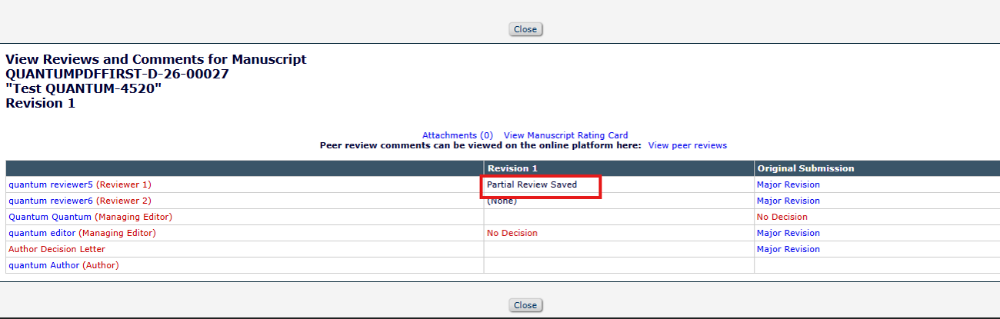 Close
View Reviews and Comments for Manuscript
QUANTUMPDFFIRST-D-26-00027
"Test QUANTUM-4520"
Revision 1
Attachments (0) View Manuscript Rating Card
Peer review comments can be viewed on the online platform here: View peer reviews
Revision 1 Original Submission
quantum reviewer5 (Reviewer 1) Partial Review Saved Major Revision
quantum reviewer6 (Reviewer 2) (None) Major Revision
Quantum Quantum (Managing Editor) No Decision
quantum editor (Managing Editor) No Decision Major Revision
Author Decision Letter Major Revision
quantum Author (Author)
Close